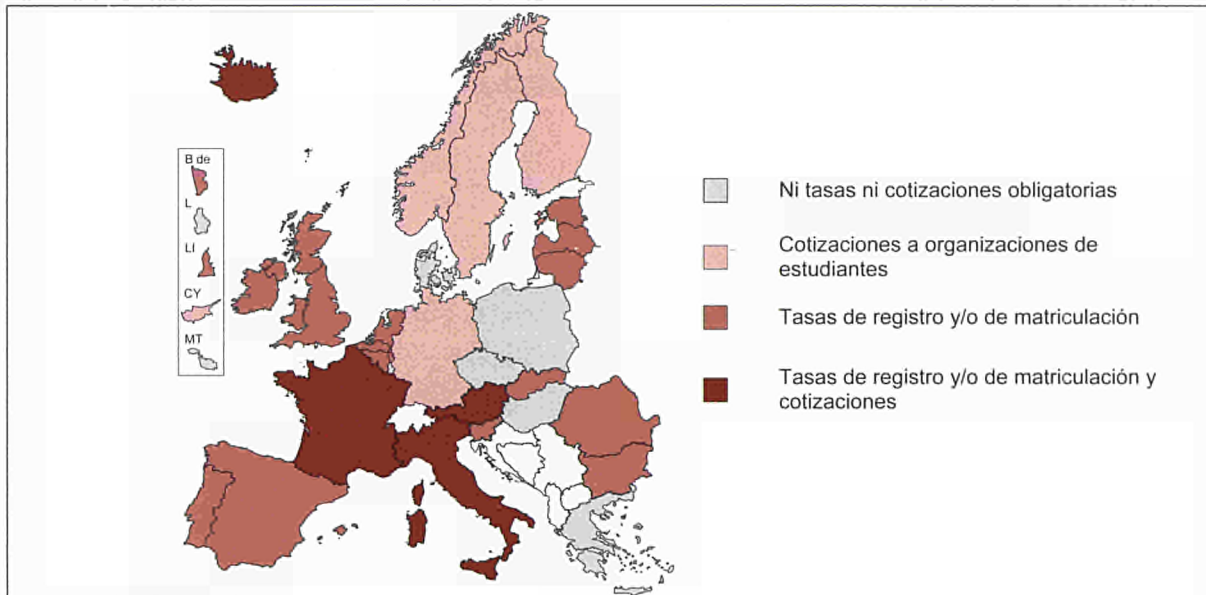 B de
L
LI
CY
MT
Ni tasas ni cotizaciones obligatorias
Cotizaciones a organizaciones de
estudiantes
Tasas de registro y/o de matriculación
Tasas de registro y/o de matriculación y
cotizaciones